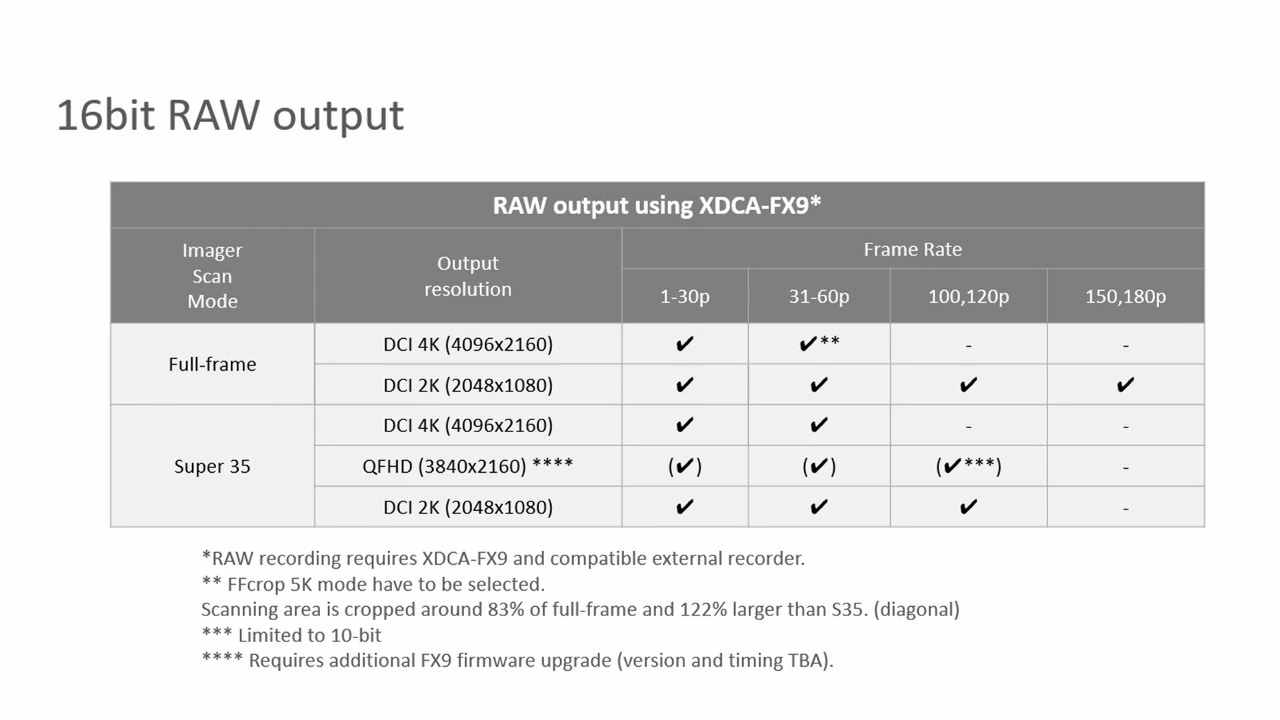 16bit RAW output
RAW output using XDCA-FX9*
Imager
Scan
Mode
Output
resolution
Frame Rate
1-30p 31-60p 100,120p 150,180p
Full-frame
DCI 4K (4096x2160) ✔ ✔** - -
DCI 2K (2048x1080) ✔ ✔ ✔ ✔
Super 35
DCI 4K (4096x2160) ✔ ✔ - -
QFHD (3840x2160) **** (✔) (✔) (✔***) -
DCI 2K (2048x1080) ✔ ✔ ✔ -
*RAW recording requires XDCA-FX9 and compatible external recorder.
** FFcrop 5K mode have to be selected.
Scanning area is cropped around 83% of full-frame and 122% larger than S35. (diagonal)
*** Limited to 10-bit
**** Requires additional FX9 firmware upgrade (version and timing TBA).